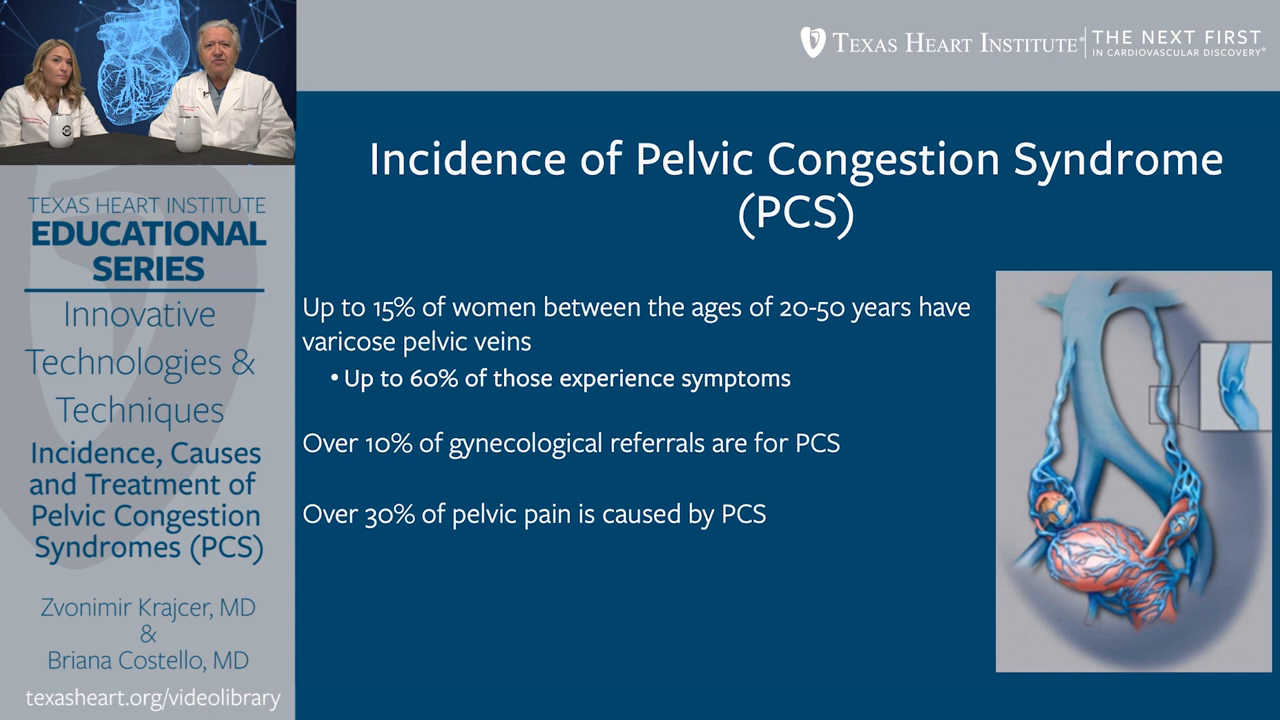 TEXAS HEART INSTITUTE® THE NEXT FIRST
IN CARDIOVASCULAR DISCOVERY®
TEXAS HEART INSTITUTE
EDUCATIONAL
SERIES
Innovative
Technologies &
Techniques
Incidence, Causes
and Treatment of
Pelvic Congestion
Syndromes (PCS)
Zvonimir Krajcer, MD
&
Briana Costello, MD
texasheart.org/videolibrary
Incidence of Pelvic Congestion Syndrome
(PCS)
Up to 15% of women between the ages of 20-50 years have
varicose pelvic veins
• Up to 60% of those experience symptoms
Over 10% of gynecological referrals are for PCS
Over 30% of pelvic pain is caused by PCS